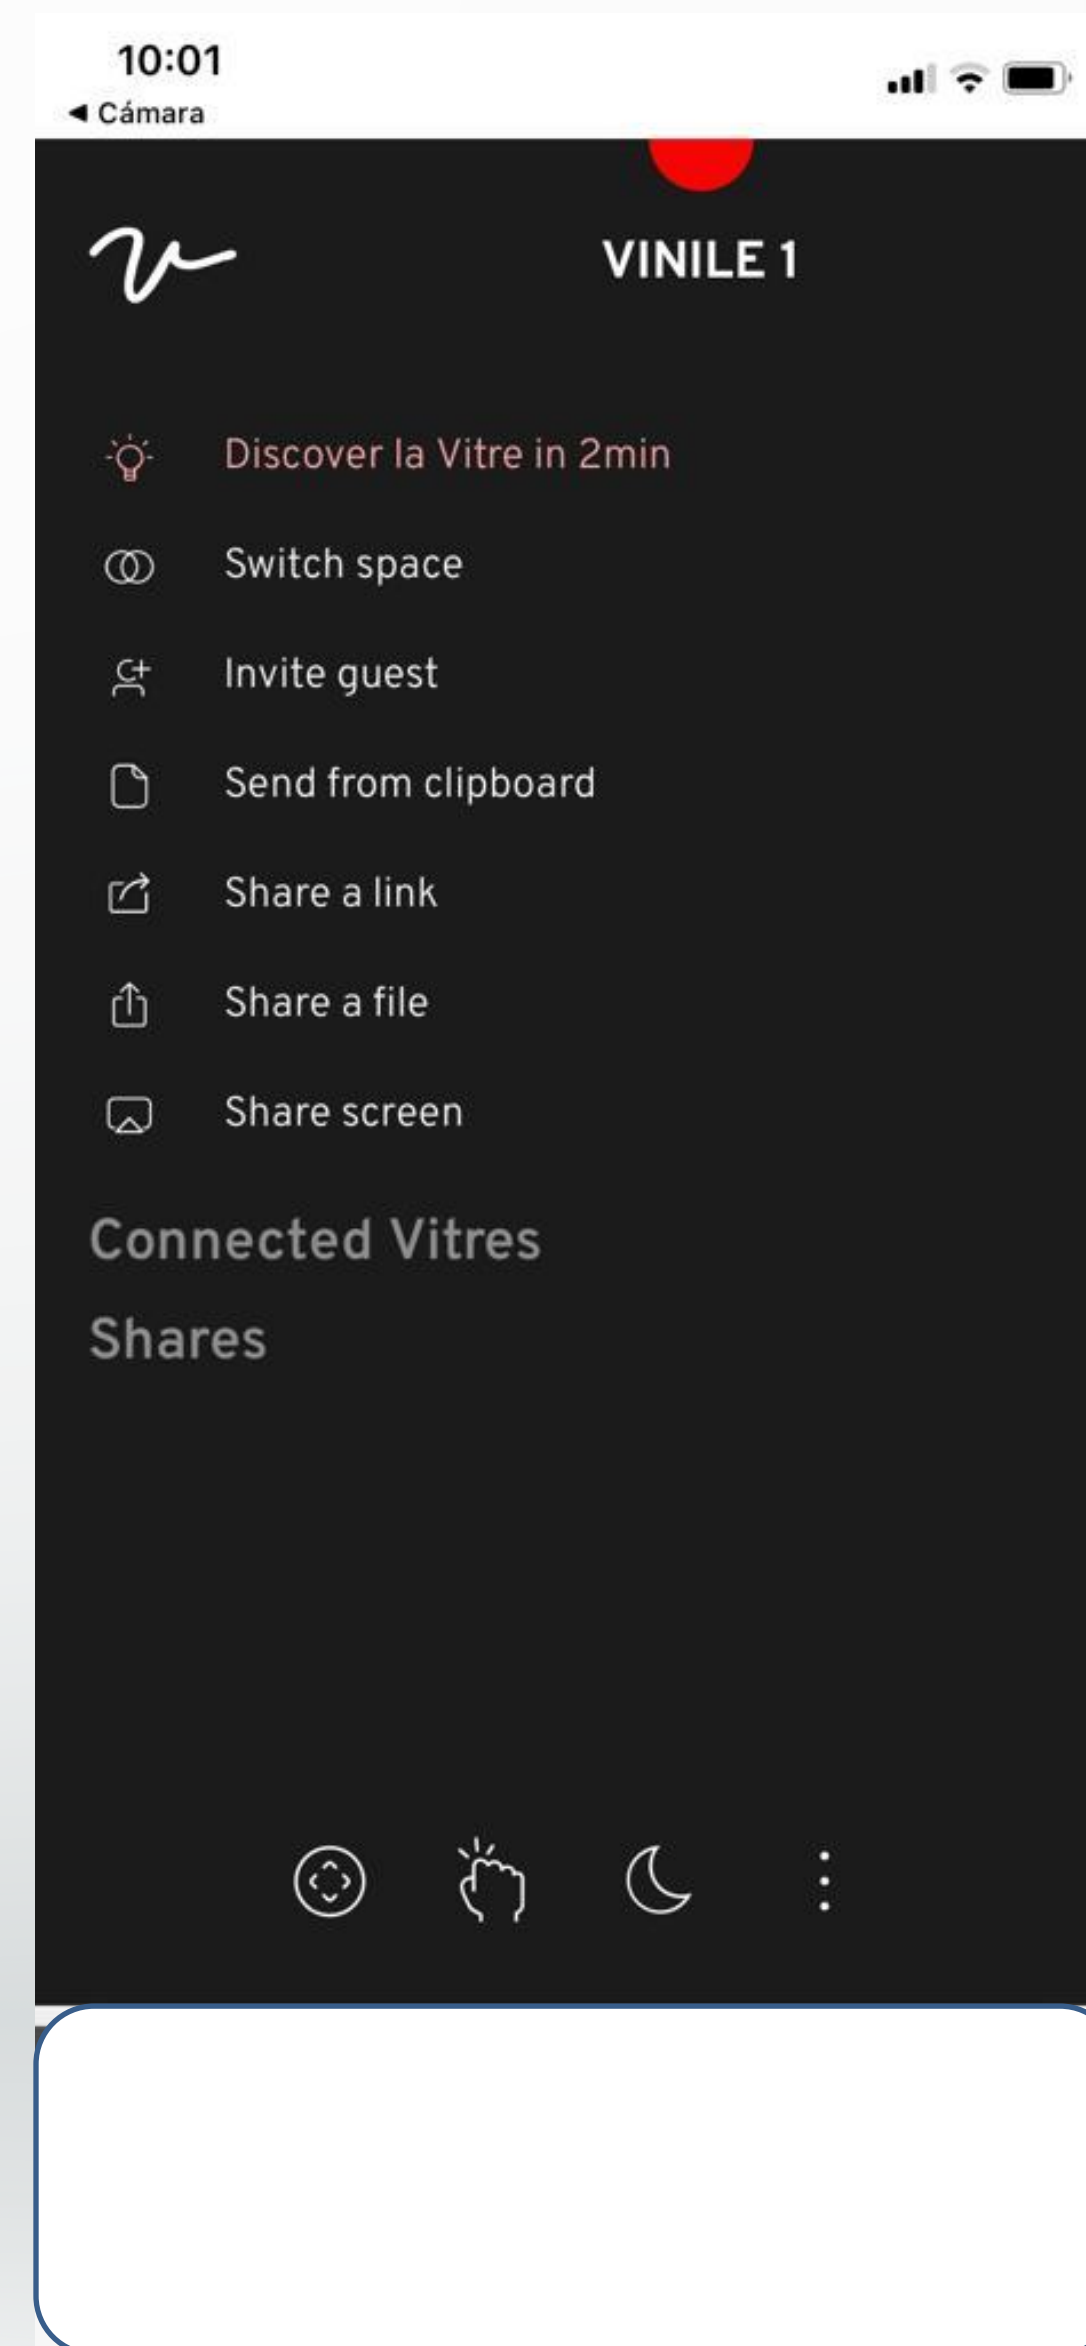 10:01
◀ Cámara
VINILE 1
Discover la Vitre in 2min
Switch space
Invite guest
Send from clipboard
Share a link
Share a file
Share screen
Connected Vitres
Shares